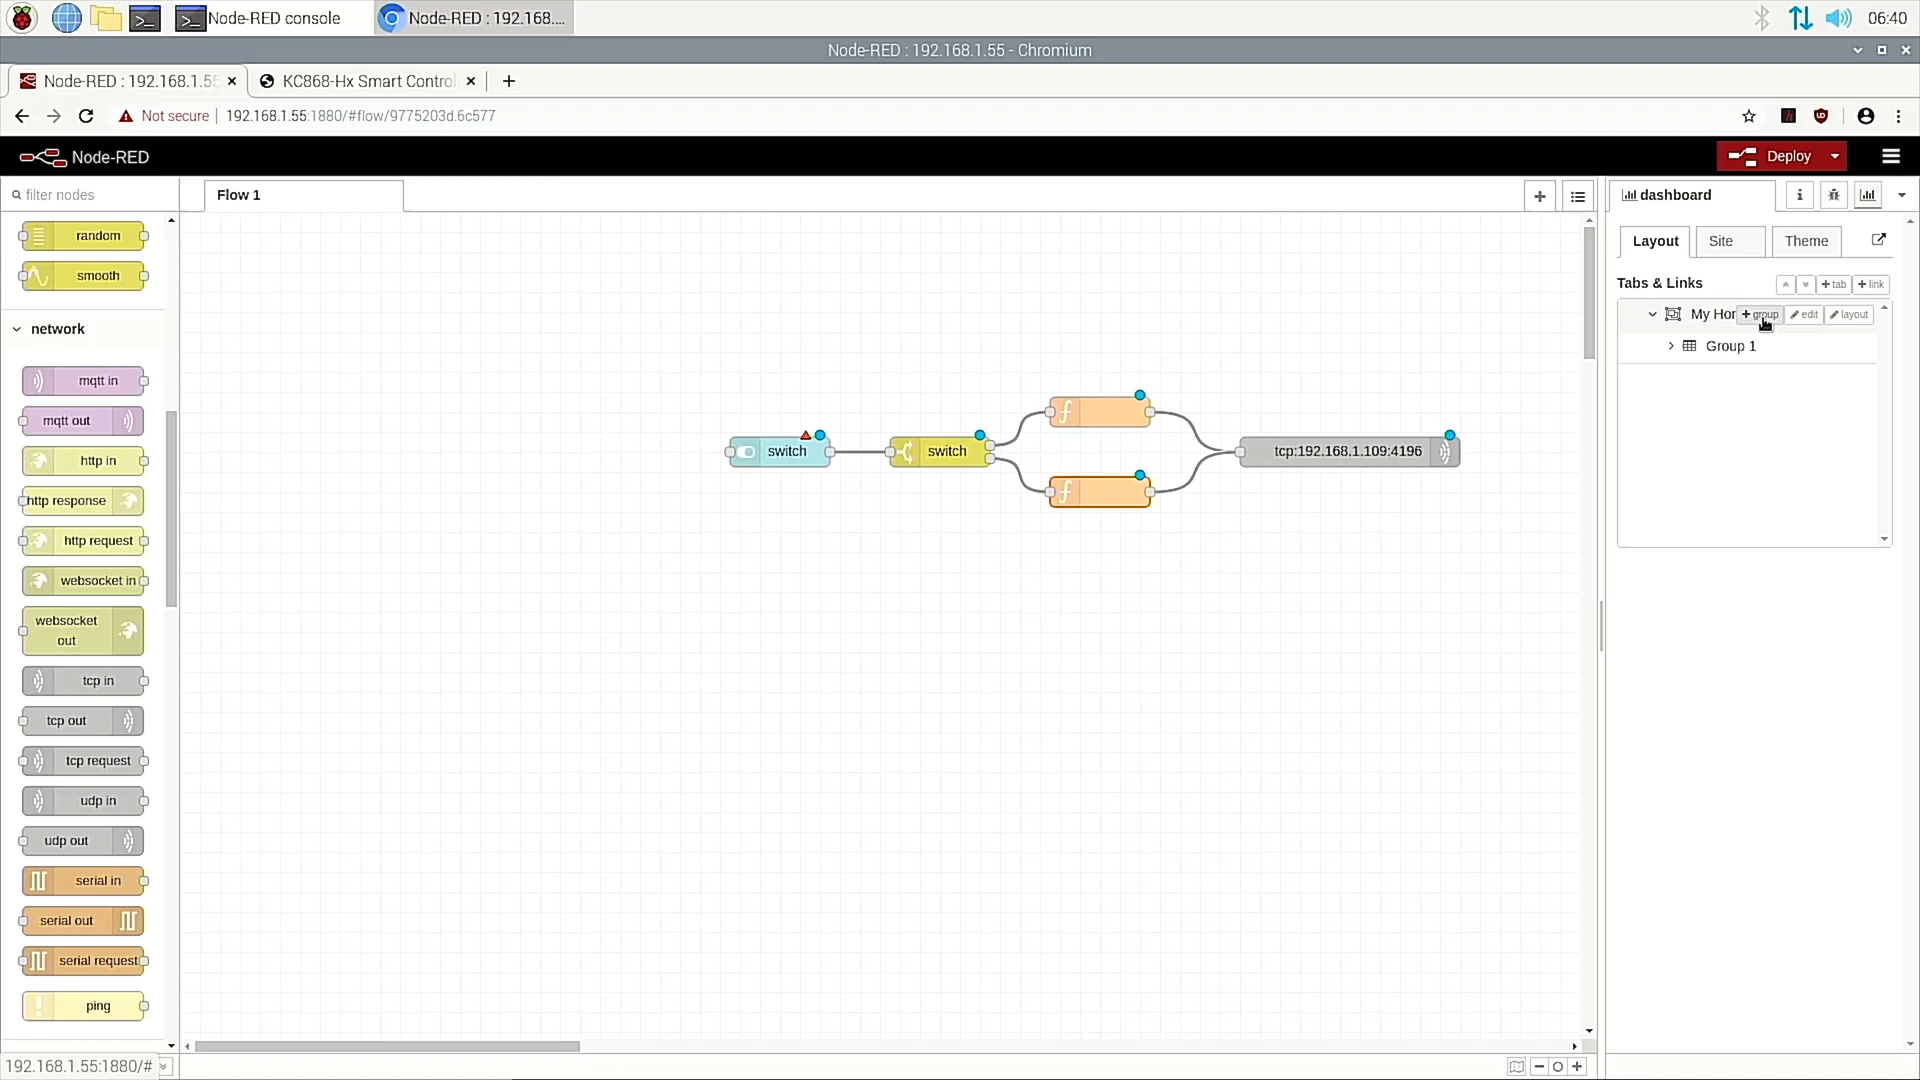 Node-RED console
Node-RED : 192.168....
06:40
Node-RED : 192.168.1.55 - Chromium
Node-RED : 192.168.1.55
KC868-Hx Smart Control
Not secure
192.168.1.55:1880/#flow/9775203d.6c577
Node-RED
Deploy
filter nodes
Flow 1
dashboard
random
smooth
network
mqtt in
mqtt out
http in
http response
http request
websocket in
websocket
out
tcp in
tcp out
tcp request
udp in
udp out
serial in
serial out
serial request
ping
switch
switch
tcp:192.168.1.109:4196
Layout
Site
Theme
Tabs & Links
tab
link
My Hor
group
edit
layout
Group 1
192.168.1.55:1880/#